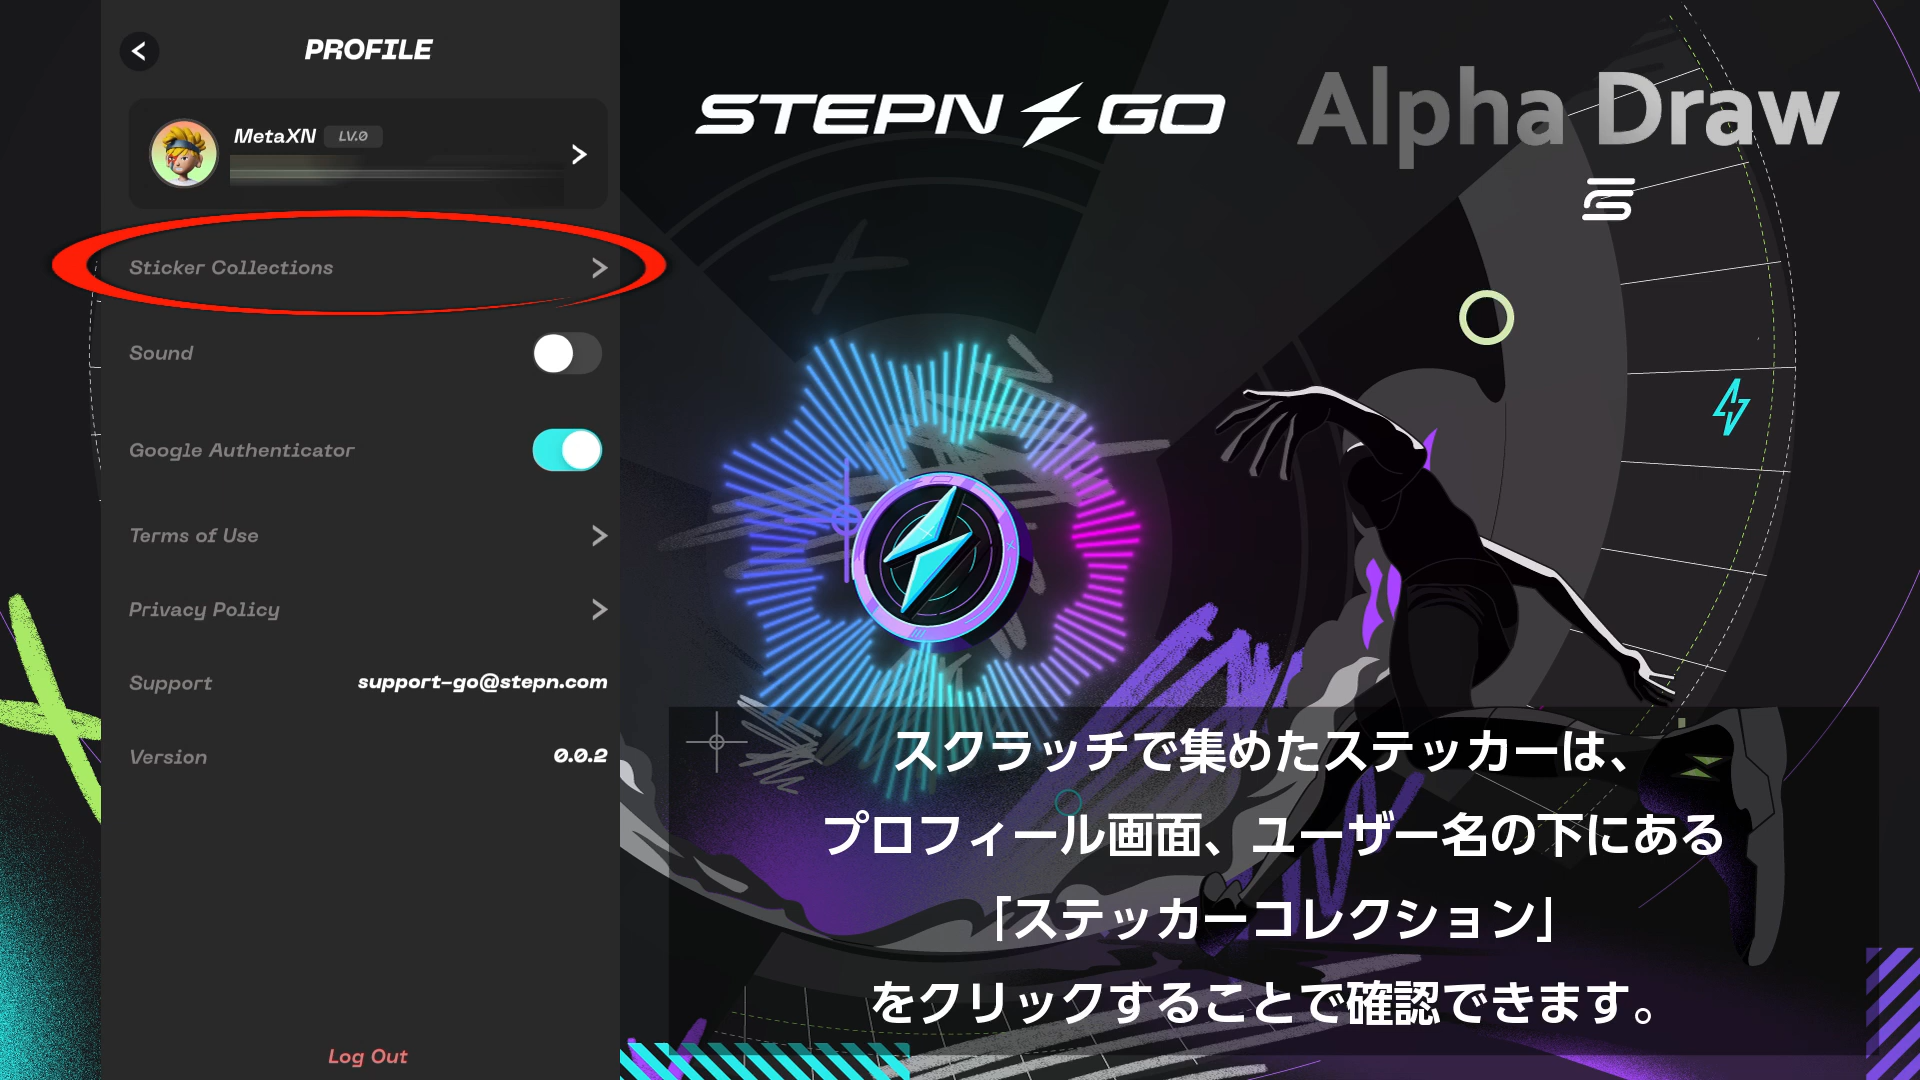 PROFILE
MetaXN LV.0
Sticker Collections
Sound
Google Authenticator
Terms of Use
Privacy Policy
Support support-go@stepn.com
Version 0.0.2
Log Out
STEPN GO Alpha Draw
スクラッチで集めたステッカーは、
プロフィール画面、ユーザー名の下にある
「ステッカーコレクション」
をクリックすることで確認できます。